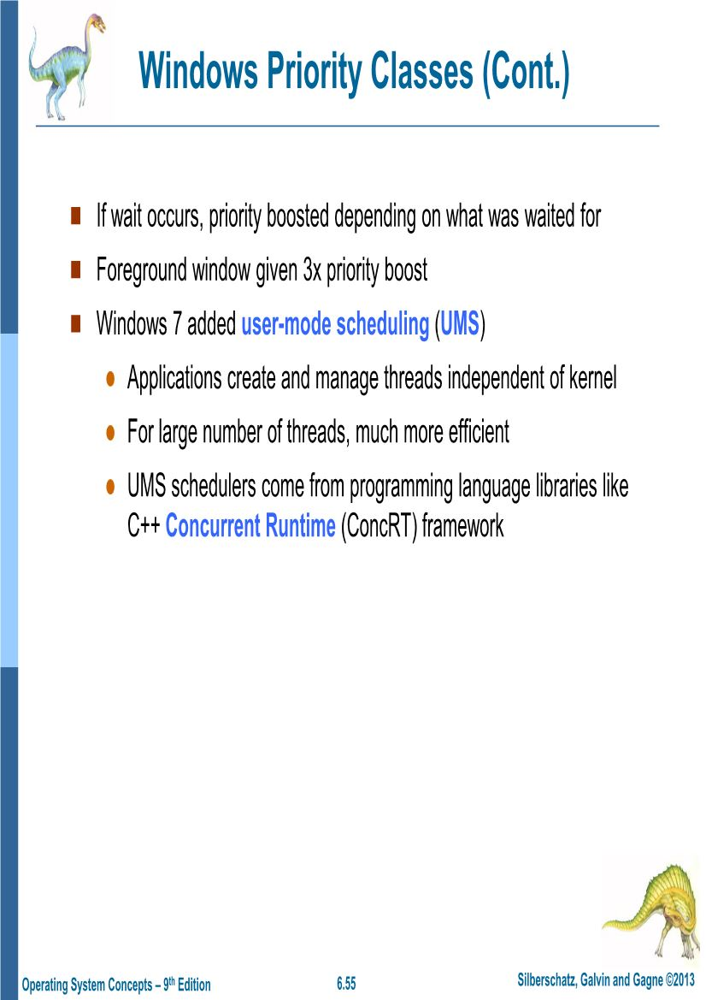 Windows Priority Classes (Cont.)
If wait occurs, priority boosted depending on what was waited for
Foreground window given 3x priority boost
Windows 7 added user-mode scheduling (UMS)
Applications create and manage threads independent of kernel
For large number of threads, much more efficient
UMS schedulers come from programming language libraries like
C++ Concurrent Runtime (ConcRT) framework
Operating System Concepts – 9th Edition
6.55
Silberschatz, Galvin and Gagne ©2013